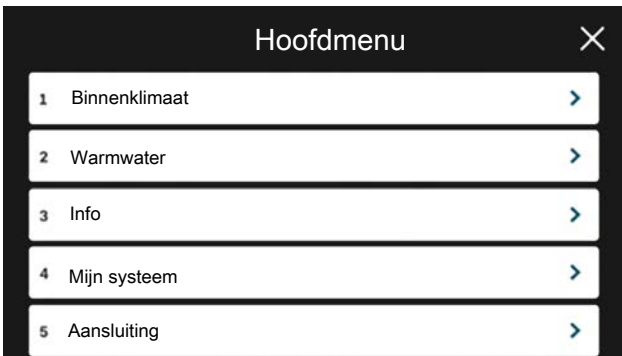 Hoofdmenu
1 Binnenklimaat
2 Warmwater
3 Info
4 Mijn systeem
5 Aansluiting